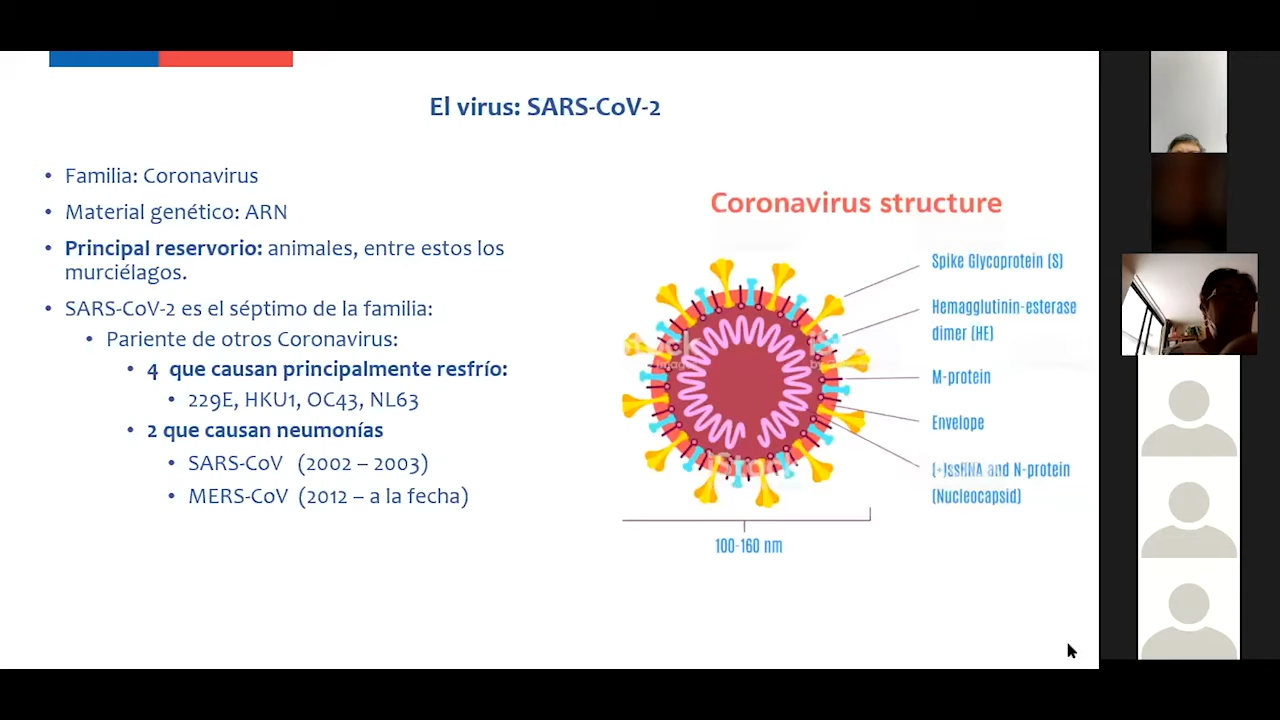 El virus: SARS-CoV-2
Familia: Coronavirus
Material genético: ARN
Principal reservorio: animales, entre estos los
murciélagos.
SARS-CoV-2 es el séptimo de la familia:
Pariente de otros Coronavirus:
4 que causan principalmente resfrío:
229E, HKU1, OC43, NL63
2 que causan neumonías
SARS-CoV (2002 – 2003)
MERS-CoV (2012 – a la fecha)
Coronavirus structure
Spike Glycoprotein (S)
Hemagglutinin-esterase
dimer (HE)
M-protein
Envelope
(+)ssRNA and N-protein
(Nucleocapsid)
100-160 nm
iStock